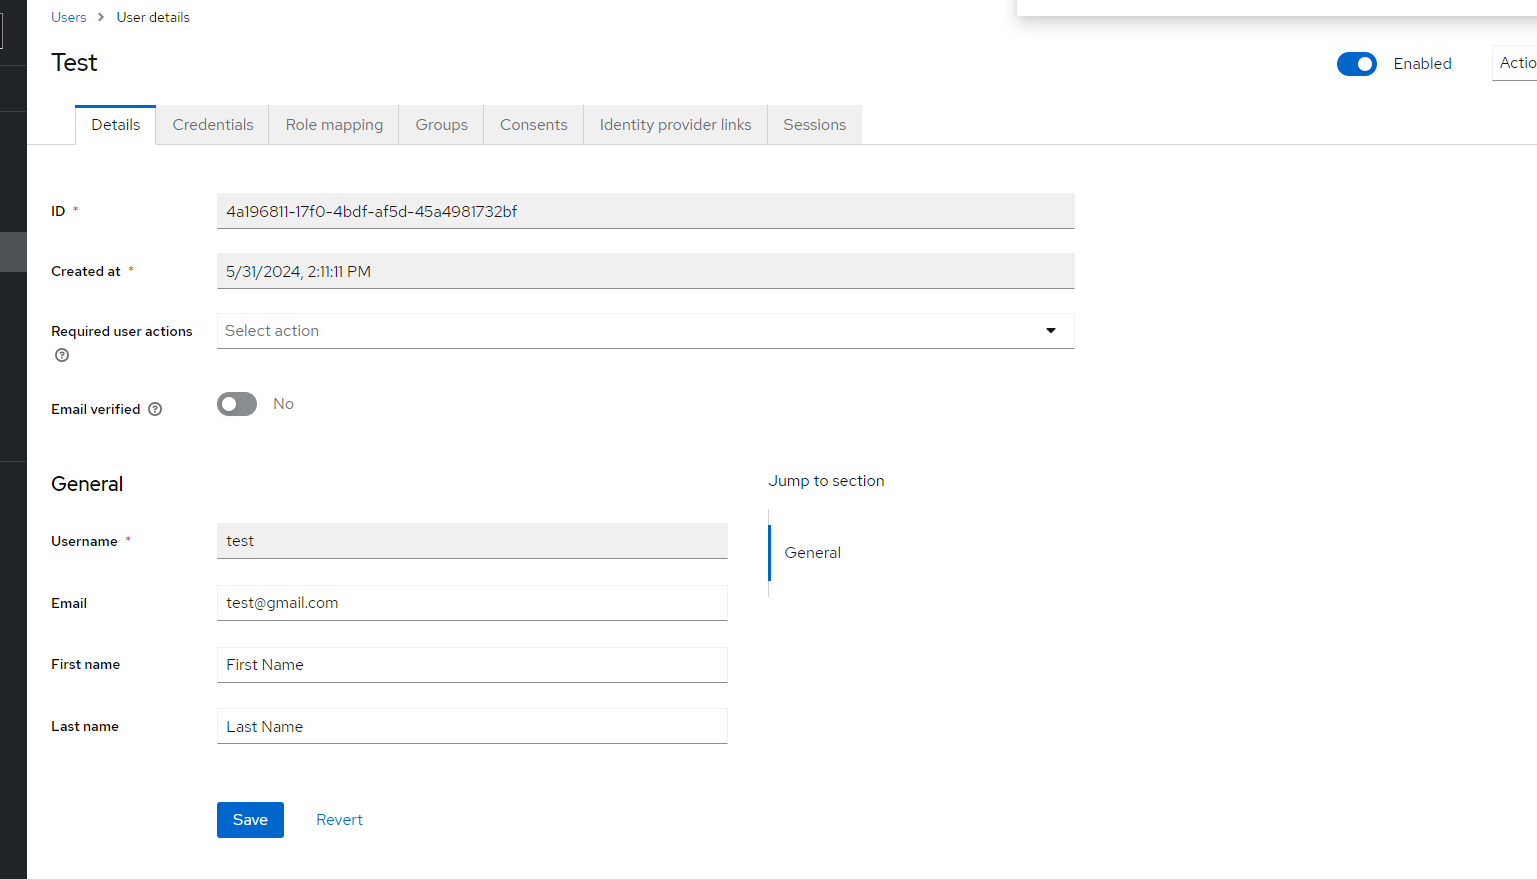 Users > User details
Test
Enabled
Actio
Details Credentials Role mapping Groups Consents Identity provider links Sessions
ID *
4a196811-17f0-4bdf-af5d-45a4981732bf
Created at *
5/31/2024, 2:11:11 PM
Required user actions
Select action
Email verified
No
General
Jump to section
General
Username *
test
Email
test@gmail.com
First name
First Name
Last name
Last Name
Save Revert